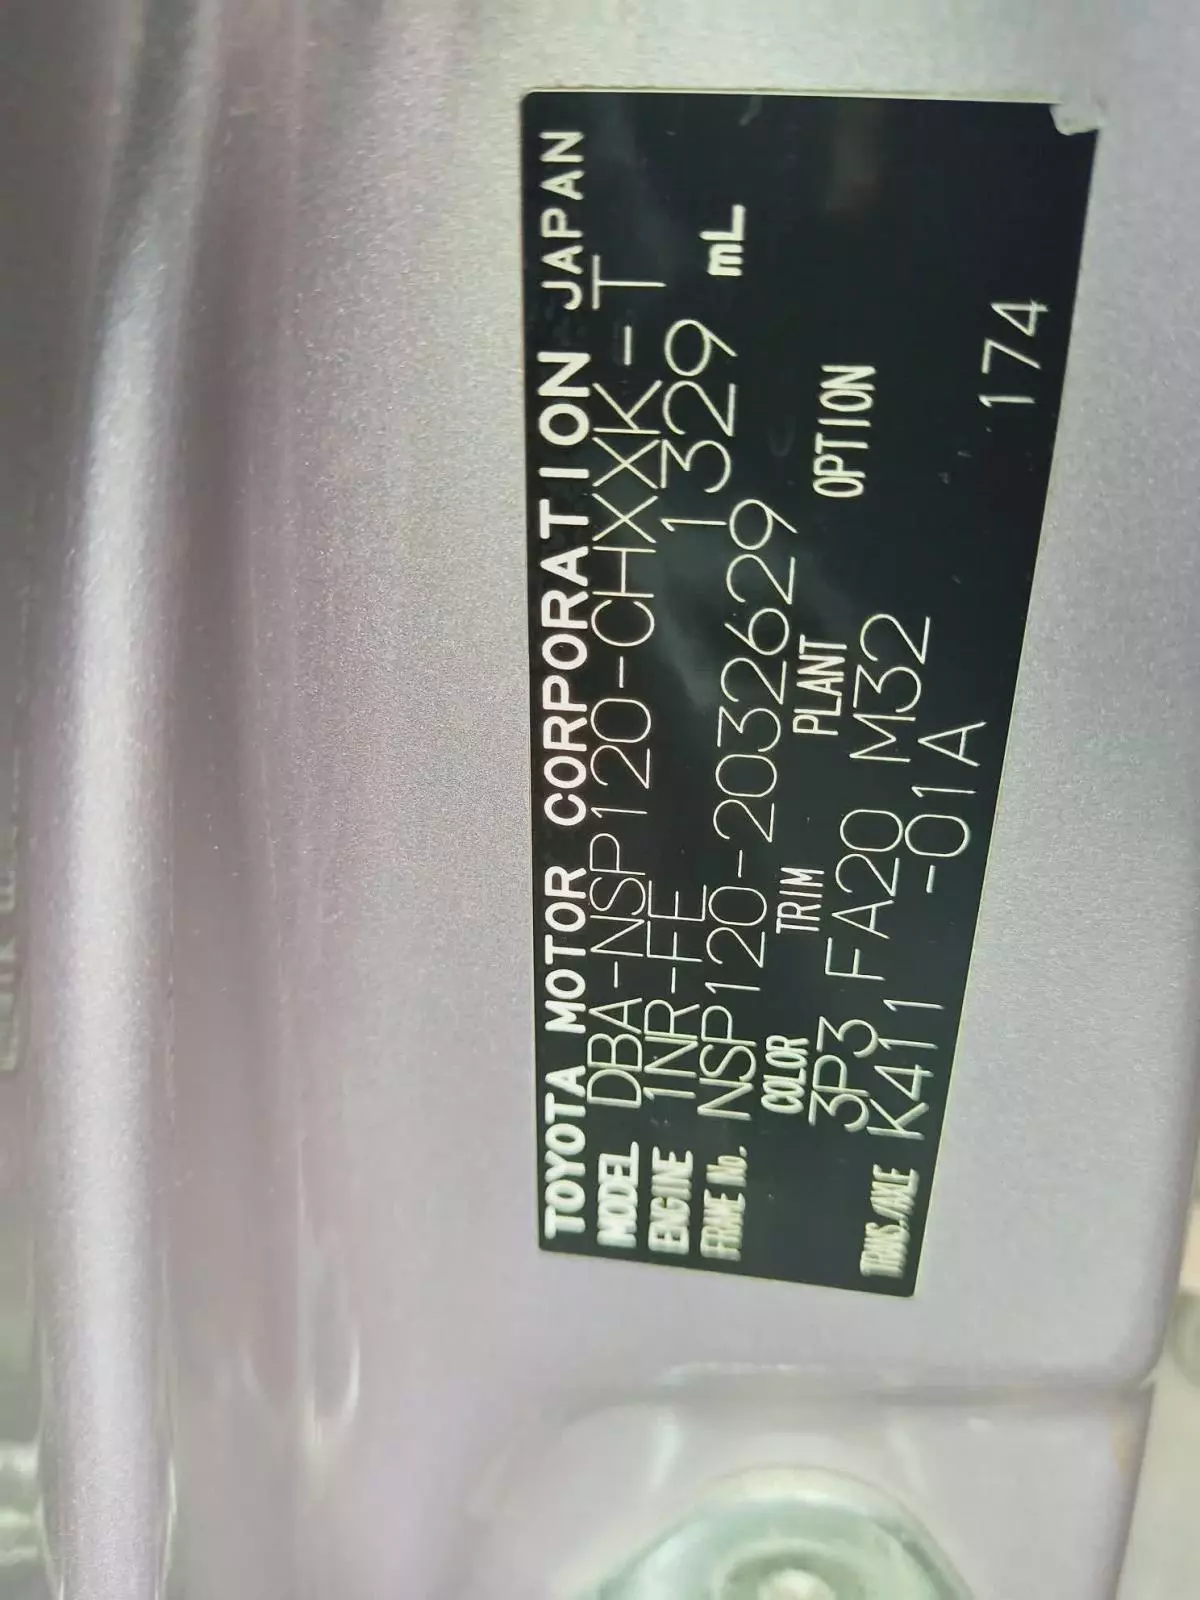 TOYOTA MOTOR CORPORATION JAPAN
MODEL DBA-NSP120-CHXXK-T
ENGINE 1NR-FE 1329 mL
FRAME No. NSP120-2032629
COLOR TRIM PLANT OPTION
3P3 FA20 M32
TRANS./AXLE K411 -01A 174